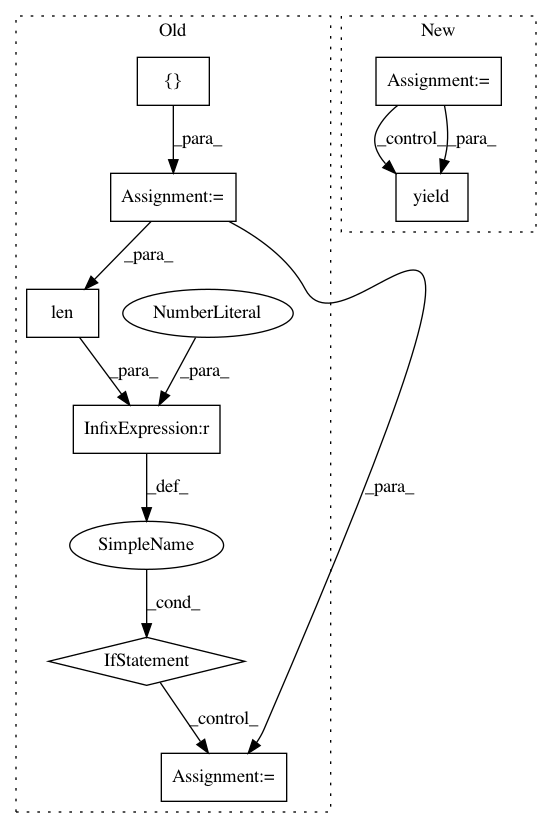 Old
New
{}
Assignment:=
_para_
_control_
_para_
Assignment:=
yield
_para_
len
NumberLiteral
_para_
_para_
InfixExpression:r
_def_
_para_
SimpleName
_cond_
IfStatement
_control_
Assignment:=